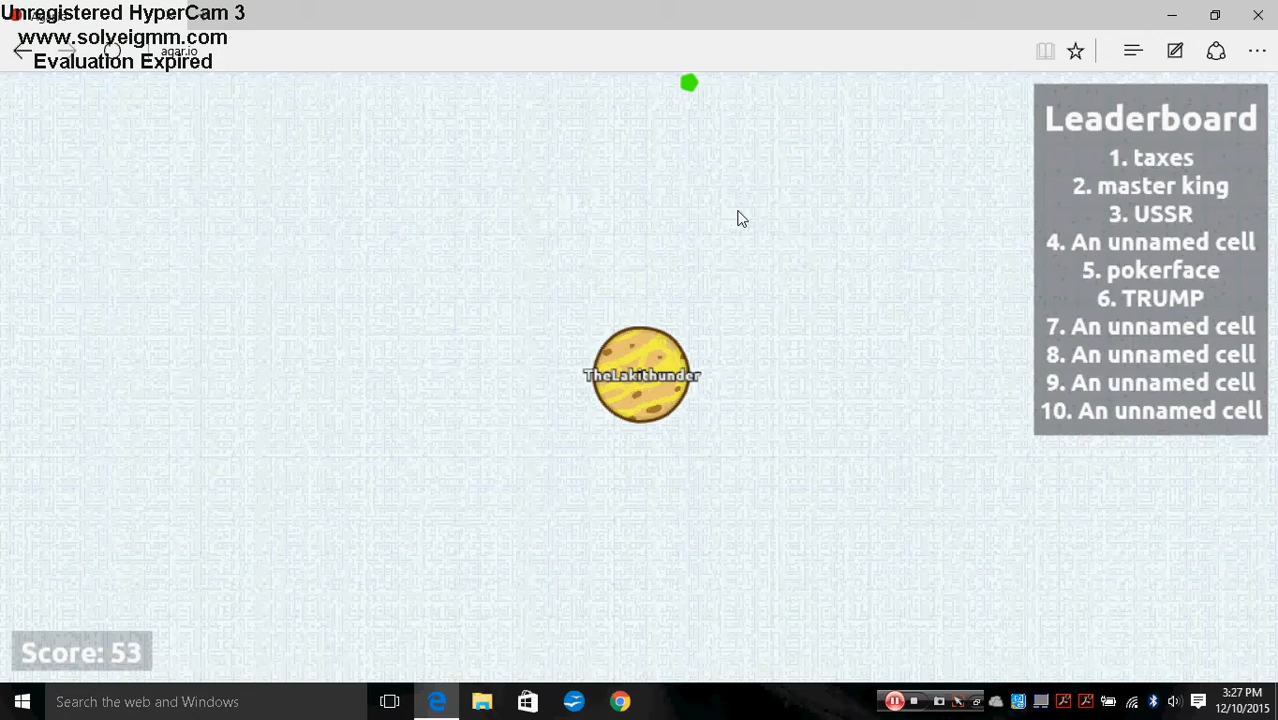 Unregistered HyperCam 3
www.solveigmm.com
agar.io
Evaluation Expired
Leaderboard
1. taxes
2. master king
3. USSR
4. An unnamed cell
5. pokerface
6. TRUMP
7. An unnamed cell
8. An unnamed cell
9. An unnamed cell
10. An unnamed cell
TheLakithunder
Score: 53
Search the web and Windows
3:27 PM
12/10/2015